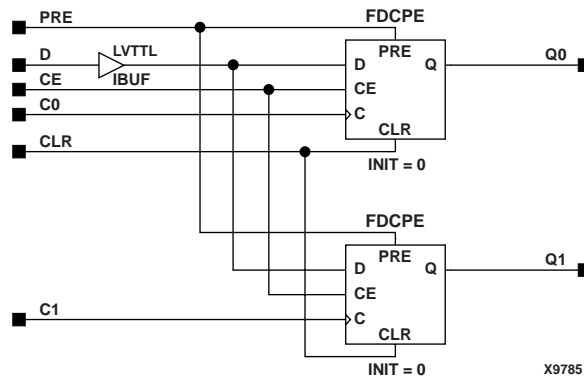 PRE
FDCPE
D
LVTTL
IBUF
PRE
Q0
D
Q
CE
CE
C0
C
CLR
CLR
INIT = 0
FDCPE
PRE
Q1
D
Q
CE
C1
C
CLR
INIT = 0
X9785